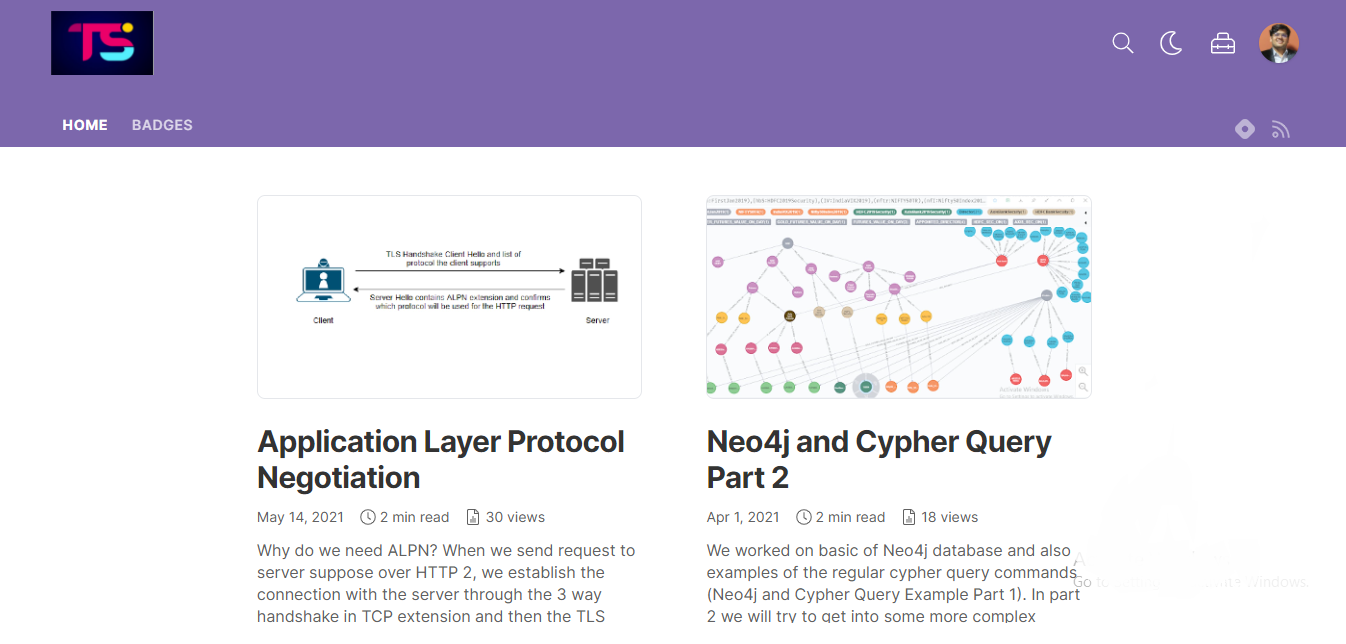 TS
HOME BADGES
TLS Handshake Client Hello and list of
protocol the client supports
Server Hello contains ALPN extension and confirms
which protocol will be used for the HTTP request
Client
Server
Activate Windows
Application Layer Protocol
Negotiation
May 14, 2021 2 min read 30 views
Why do we need ALPN? When we send request to
server suppose over HTTP 2, we establish the
connection with the server through the 3 way
handshake in TCP extension and then the TLS
Neo4j and Cypher Query
Part 2
Apr 1, 2021 2 min read 18 views
We worked on basic of Neo4j database and also
examples of the regular cypher query commands
(Neo4j and Cypher Query Example Part 1). In part
2 we will try to get into some more complex
Go to Windows.